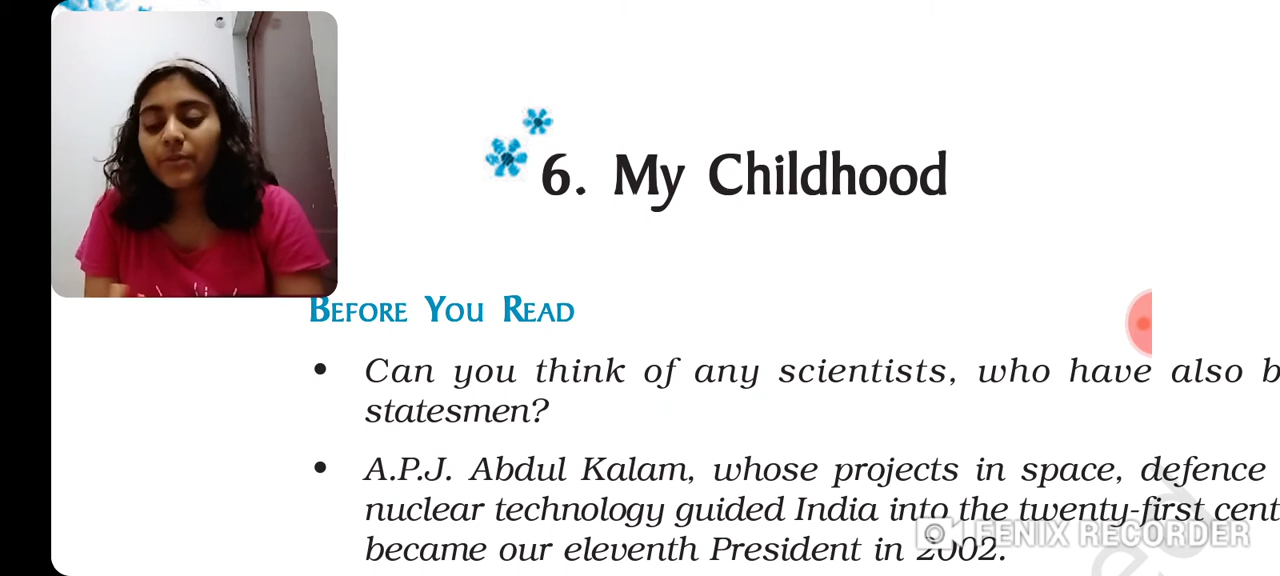 6. My Childhood
BEFORE YOU READ
• Can you think of any scientists, who have also b
statesmen?
• A.P.J. Abdul Kalam, whose projects in space, defence
nuclear technology guided India into the twenty-first cent
became our eleventh President in 2002.
FENIX RECORDER